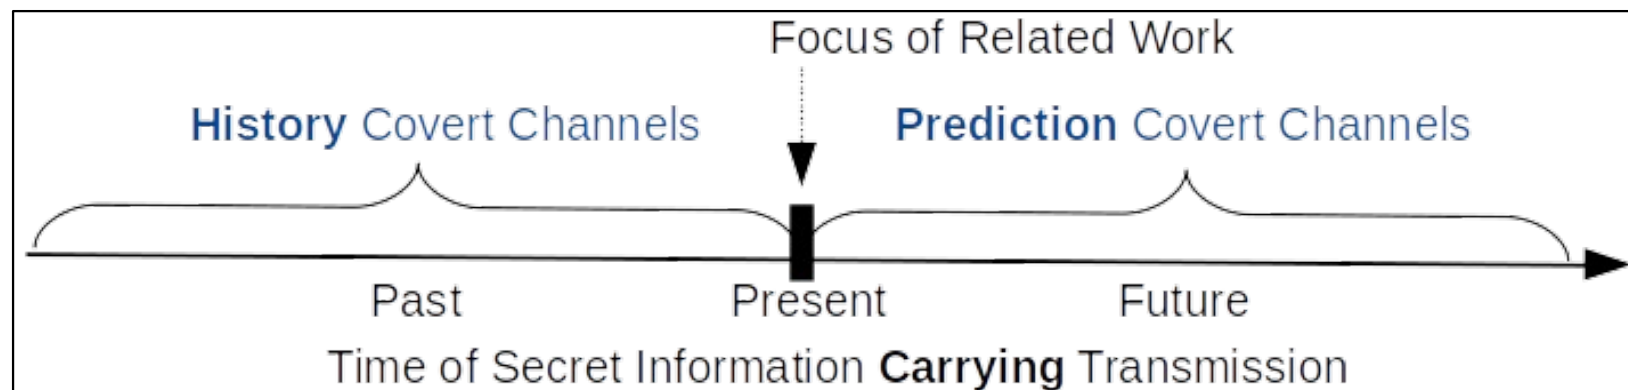 Focus of Related Work
History Covert Channels
Prediction Covert Channels
Past
Present
Future
Time of Secret Information Carrying Transmission